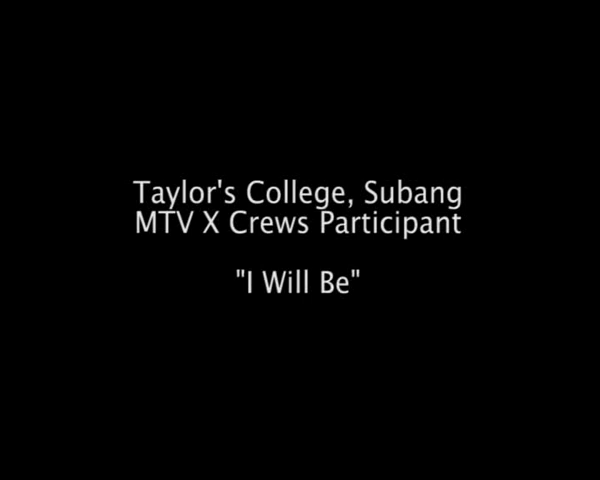 Taylor's College, Subang
MTV X Crews Participant
"I Will Be"